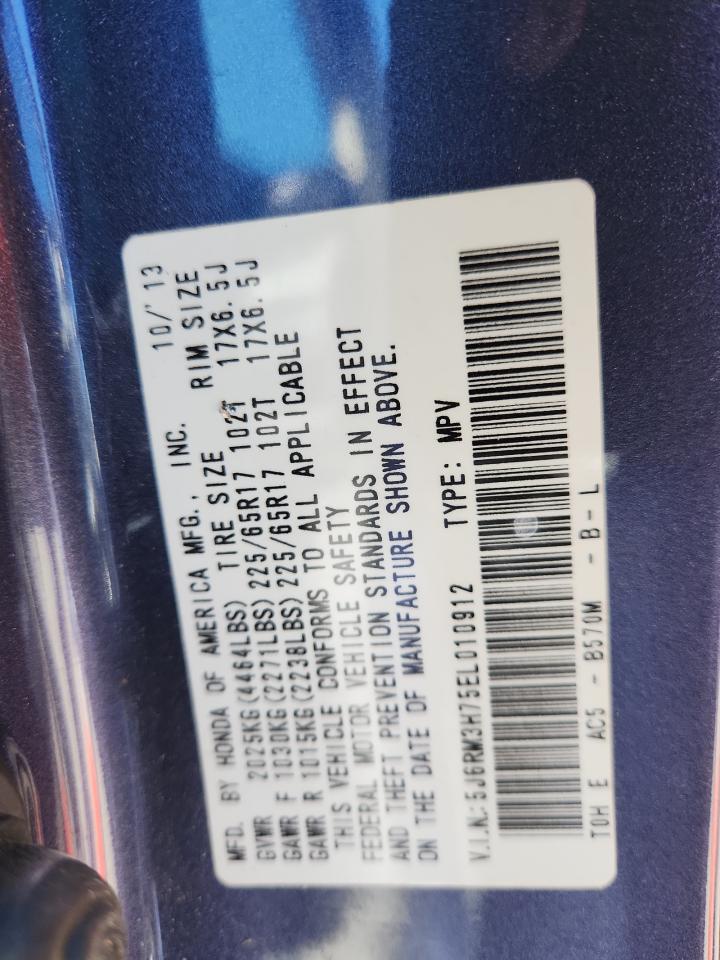 MFD. BY HONDA OF AMERICA MFG., INC. 10/'13
GVWR 2025KG(4464LBS) TIRE SIZE RIM SIZE
GAWR F 1030KG(2271LBS) 225/65R17 102T 17X6.5J
GAWR R 1015KG(2238LBS) 225/65R17 102T 17X6.5J
THIS VEHICLE CONFORMS TO ALL APPLICABLE
FEDERAL MOTOR VEHICLE SAFETY
AND THEFT PREVENTION STANDARDS IN EFFECT
ON THE DATE OF MANUFACTURE SHOWN ABOVE.
V.I.N.:5J6RM3H75EL010912 TYPE: MPV
TOH E AC5 - B570M - B - L